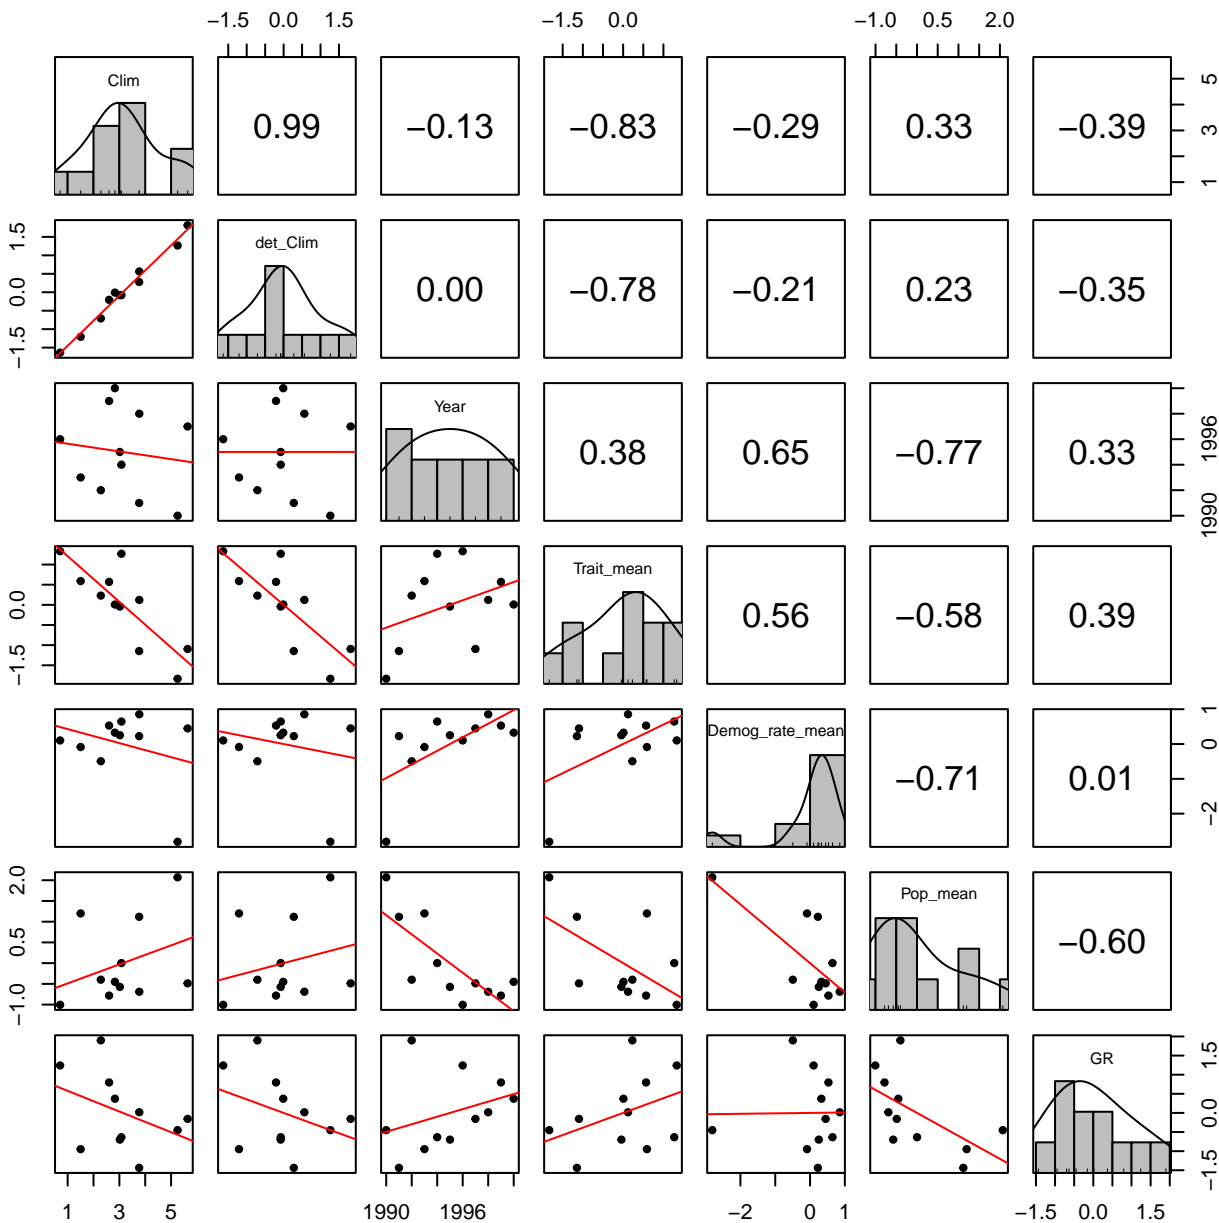 −1.5 0.0 1.5 −1.5 0.0 −1.0 0.5 2.0
Clim 0.99 −0.13 −0.83 −0.29 0.33 −0.39 1 3 5
−1.5 0.0 1.5 det_Clim 0.00 −0.78 −0.21 0.23 −0.35
Year 0.38 0.65 −0.77 0.33 1990 1996
−1.5 0.0 Trait_mean 0.56 −0.58 0.39
Demog_rate_mean −0.71 0.01 −2 0 1
−1.0 0.5 2.0 Pop_mean −0.60
GR −1.5 0.0 1.5
1 3 5 1990 1996 −2 0 1 −1.5 0.0 1.5